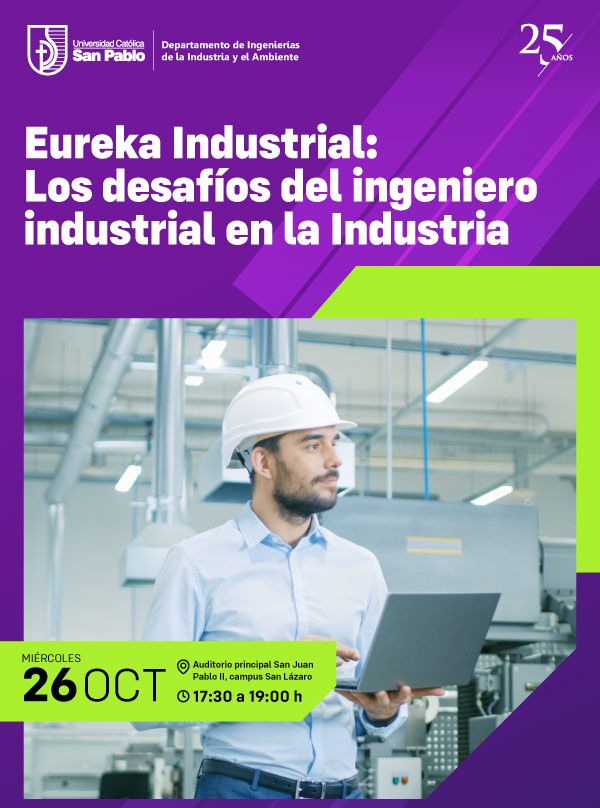 Universidad Católica
San Pablo
Departamento de Ingenierías
de la Industria y el Ambiente
25
AÑOS
Eureka Industrial:
Los desafíos del ingeniero
industrial en la Industria
MIÉRCOLES
26 OCT
Auditorio principal San Juan
Pablo II, campus San Lázaro
17:30 a 19:00 h